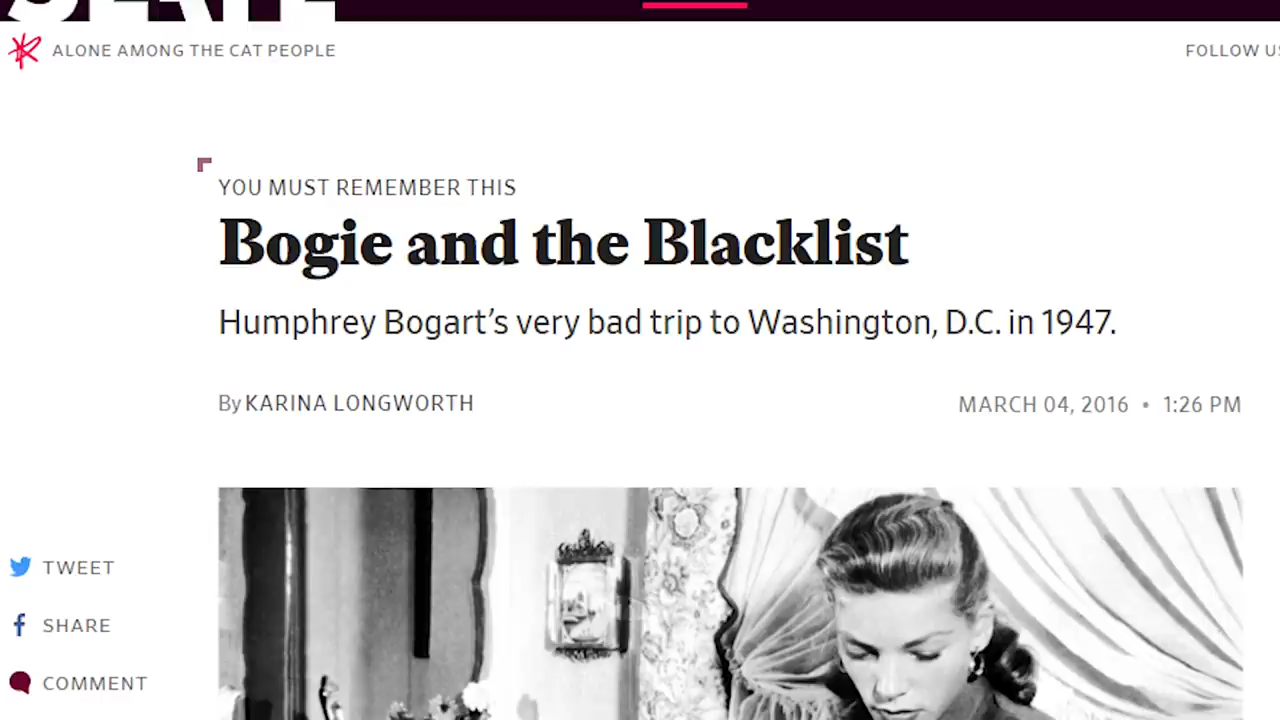 SLATE
ALONE AMONG THE CAT PEOPLE
FOLLOW US
YOU MUST REMEMBER THIS
Bogie and the Blacklist
Humphrey Bogart's very bad trip to Washington, D.C. in 1947.
By KARINA LONGWORTH
MARCH 04, 2016 • 1:26 PM
TWEET
SHARE
COMMENT